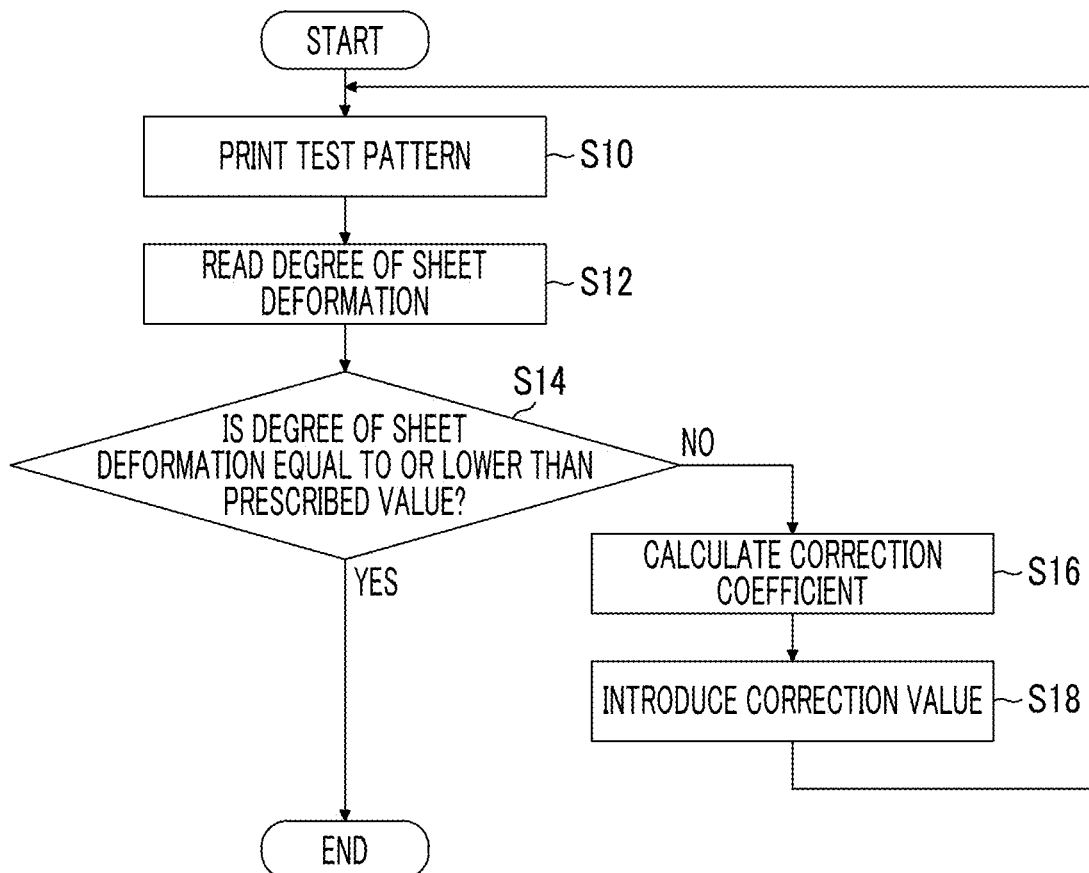 START
PRINT TEST PATTERN
S10
READ DEGREE OF SHEET
DEFORMATION
S12
S14
IS DEGREE OF SHEET
DEFORMATION EQUAL TO OR LOWER THAN
PRESCRIBED VALUE?
NO
YES
CALCULATE CORRECTION
COEFFICIENT
S16
INTRODUCE CORRECTION VALUE
S18
END